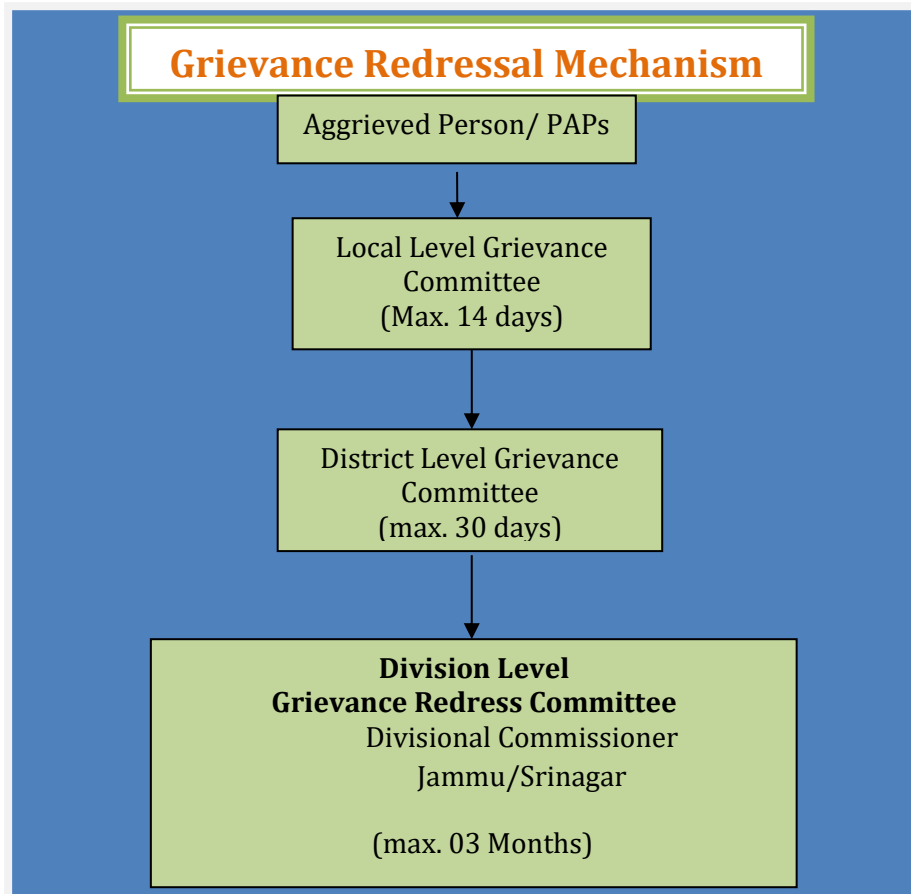 Grievance Redressal Mechanism
Aggrieved Person/ PAPs
Local Level Grievance
Committee
(Max. 14 days)
District Level Grievance
Committee
(max. 30 days)
Division Level
Grievance Redress Committee
Divisional Commissioner
Jammu/Srinagar
(max. 03 Months)